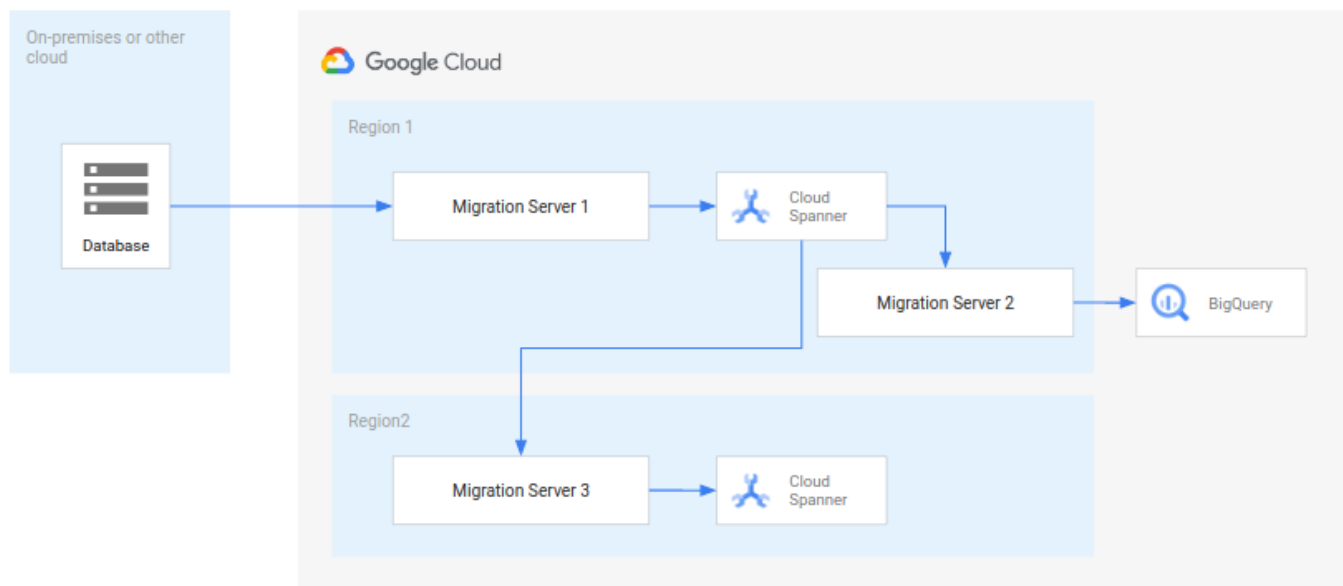 On-premises or other
cloud
Database
Google Cloud
Region 1
Migration Server 1
Cloud
Spanner
Migration Server 2
BigQuery
Region2
Migration Server 3
Cloud
Spanner